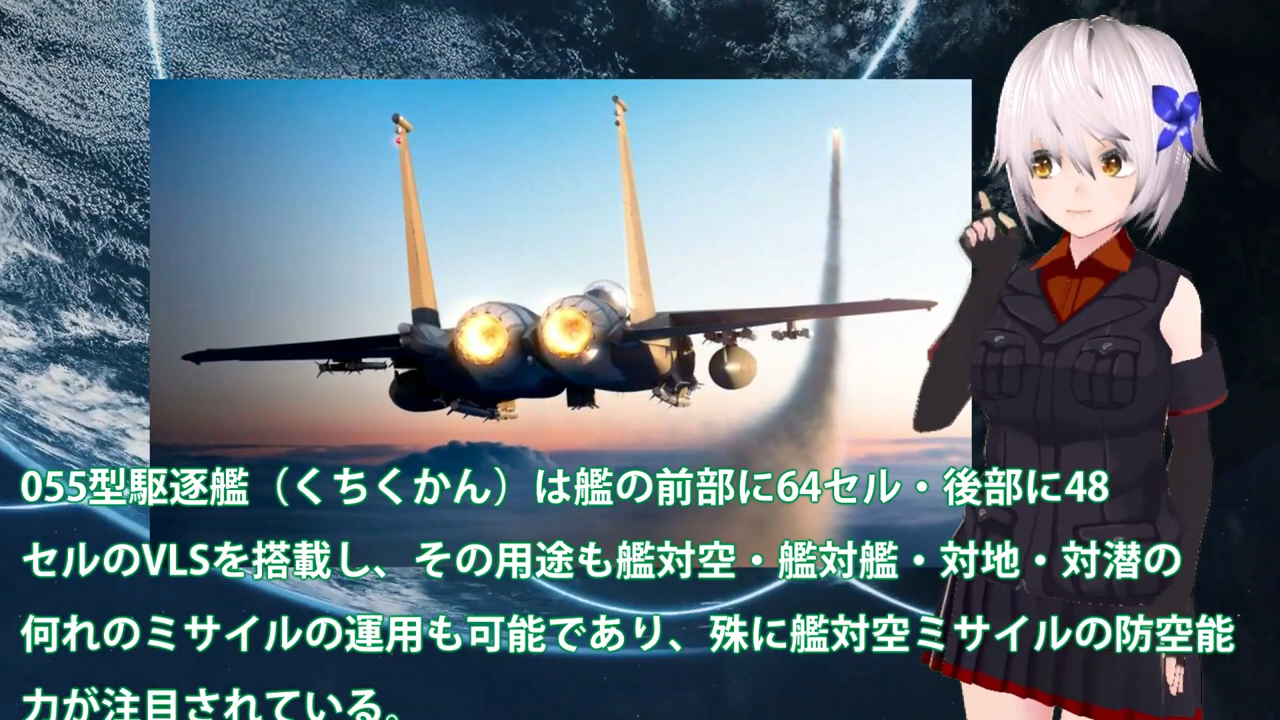 055型駆逐艦（くちくかん）は艦の前部に64セル・後部に48
セルのVLSを搭載し、その用途も艦対空・艦対艦・対地・対潜の
何れのミサイルの運用も可能であり、殊に艦対空ミサイルの防空能
力が注目されている。